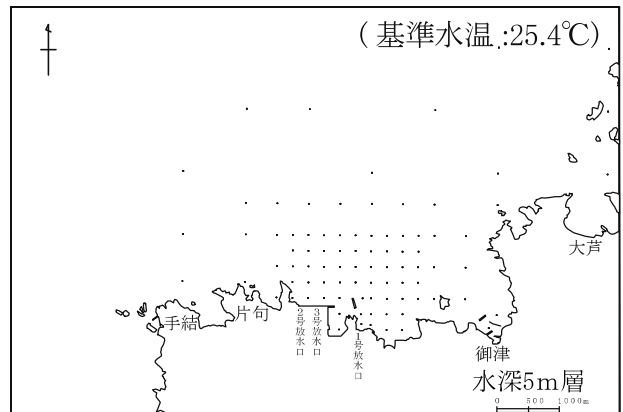 (基準水温:25.4℃)
大芦
片句
手結
2号放水口
3号放水口
1号放水口
御津
水深5m層
0 500 1000m